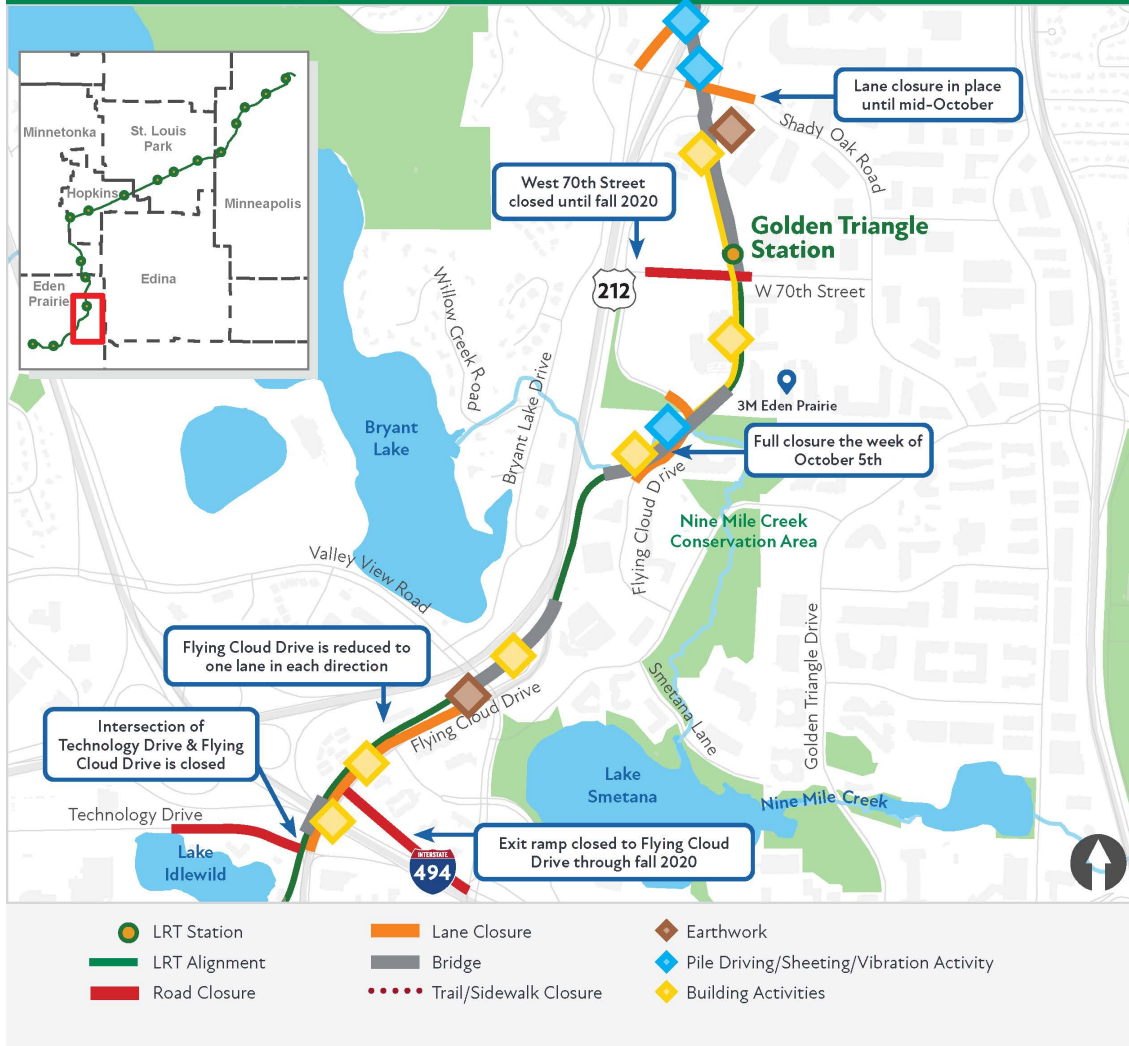 Minnetonka
St. Louis
Park
Hopkins
Minneapolis
Eden
Prairie
Edina
Lane closure in place
until mid-October
Shady Oak Road
West 70th Street
closed until fall 2020
Golden Triangle
Station
212
W 70th Street
Willow Creek Road
Bryant Lake Drive
3M Eden Prairie
Bryant
Lake
Full closure the week of
October 5th
Flying Cloud Drive
Nine Mile Creek
Conservation Area
Valley View Road
Flying Cloud Drive is reduced to
one lane in each direction
Golden Triangle Drive
Smetana Lane
Flying Cloud Drive
Intersection of
Technology Drive & Flying
Cloud Drive is closed
Lake
Smetana
Nine Mile Creek
Technology Drive
Lake
Idlewild
INTERSTATE
494
Exit ramp closed to Flying Cloud
Drive through fall 2020
LRT Station
Lane Closure
Earthwork
LRT Alignment
Bridge
Pile Driving/Sheeting/Vibration Activity
Road Closure
Trail/Sidewalk Closure
Building Activities